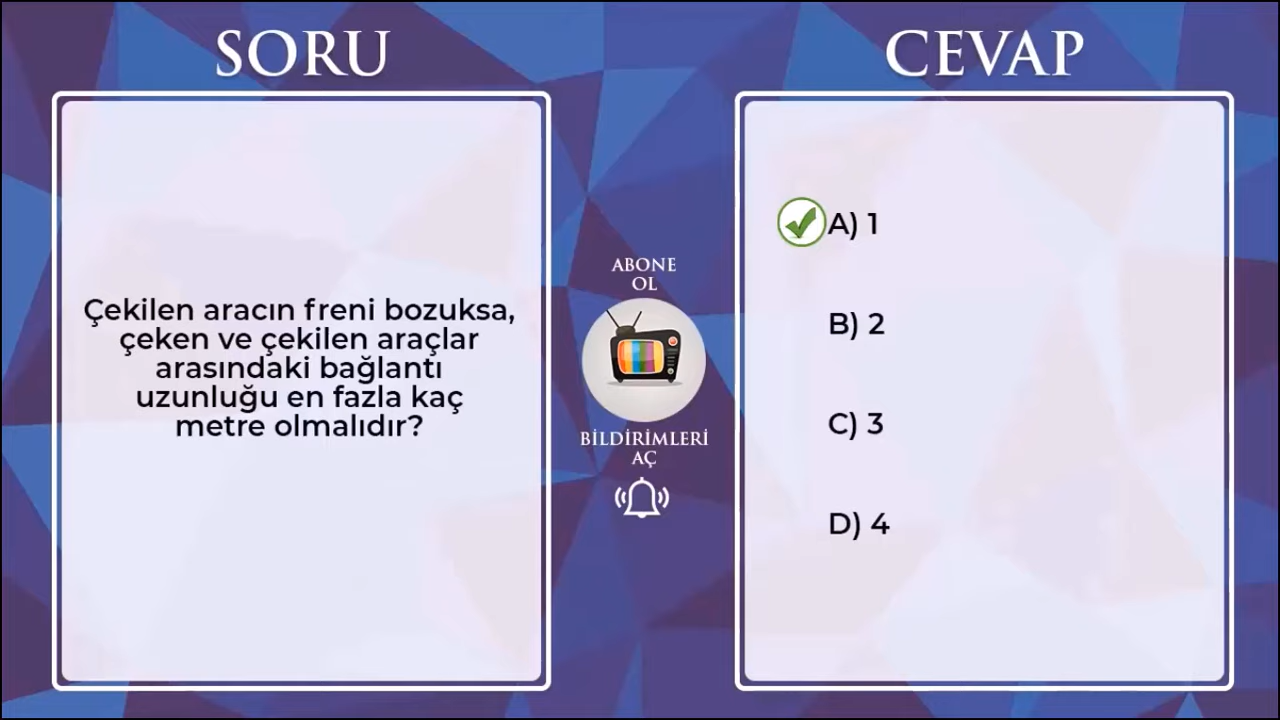 SORU
Çekilen aracın freni bozuksa,
çeken ve çekilen araçlar
arasındaki bağlantı
uzunluğu en fazla kaç
metre olmalıdır?
ABONE
OL
BİLDİRİMLERİ
AÇ
CEVAP
A) 1
B) 2
C) 3
D) 4